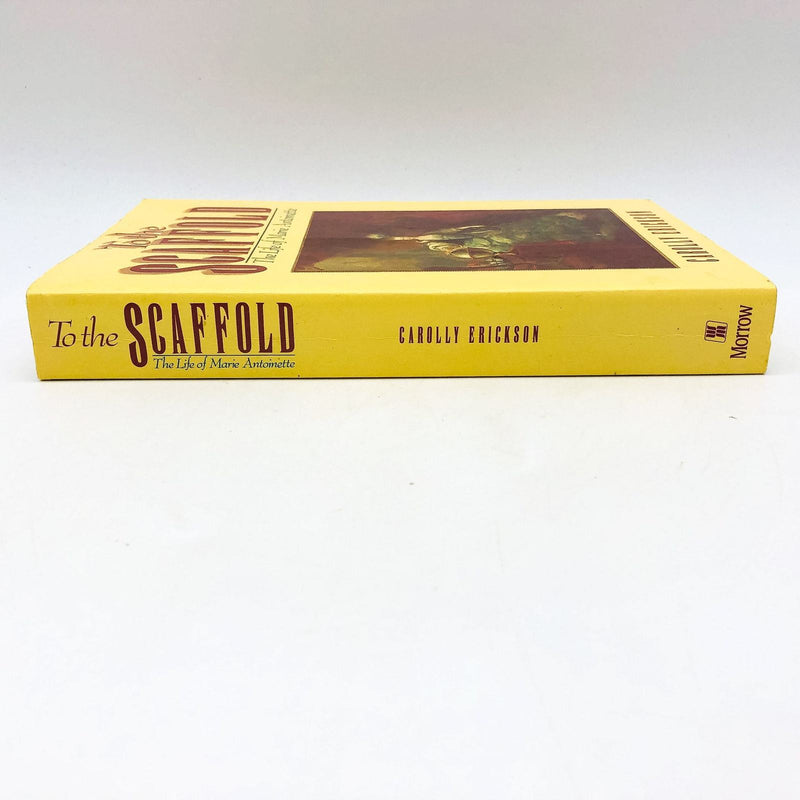 To the
SCAFFOLD
The Life of Marie Antoinette
CAROLLY ERICKSON
To the SCAFFOLD
The Life of Marie Antoinette
CAROLLY ERICKSON
Morrow